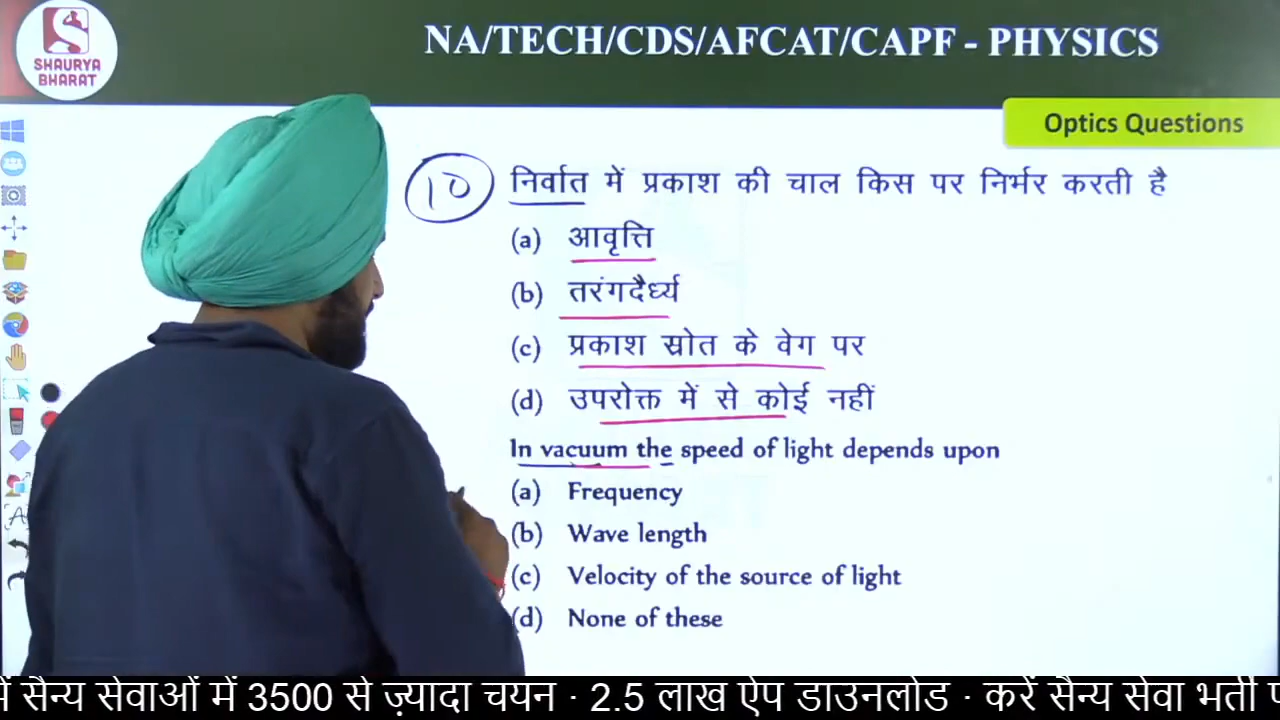 NA/TECH/CDS/AFCAT/CAPF - PHYSICS
SHAURYA
BHARAT
Optics Questions
10 निर्वात में प्रकाश की चाल किस पर निर्भर करती है
(a) आवृत्ति
(b) तरंगदैर्ध्य
(c) प्रकाश स्रोत के वेग पर
(d) उपरोक्त में से कोई नहीं
In vacuum the speed of light depends upon
(a) Frequency
(b) Wave length
(c) Velocity of the source of light
(d) None of these
में सैन्य सेवाओं में 3500 से ज़्यादा चयन · 2.5 लाख ऐप डाउनलोड · करें सैन्य सेवा भर्ती